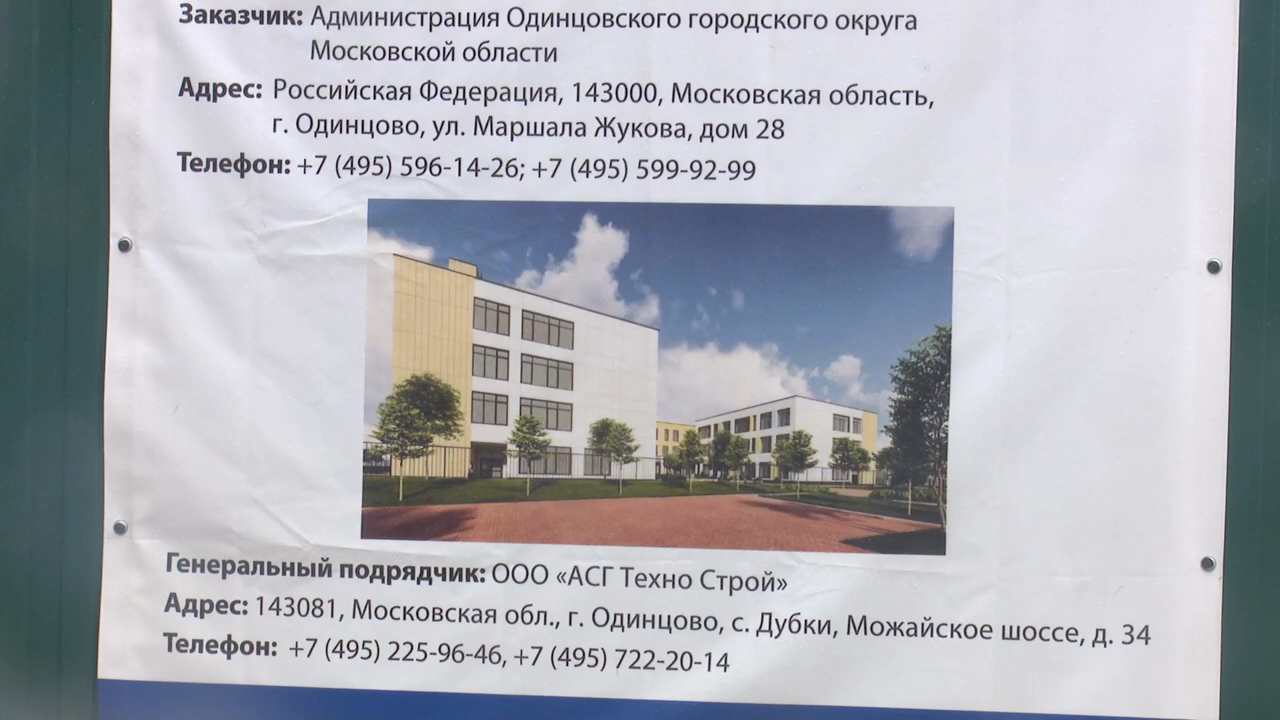 Заказчик: Администрация Одинцовского городского округа
Московской области
Адрес: Российская Федерация, 143000, Московская область,
г. Одинцово, ул. Маршала Жукова, дом 28
Телефон: +7 (495) 596-14-26; +7 (495) 599-92-99
Генеральный подрядчик: ООО «АСГ Техно Строй»
Адрес: 143081, Московская обл., г. Одинцово, с. Дубки, Можайское шоссе, д. 34
Телефон: +7 (495) 225-96-46, +7 (495) 722-20-14